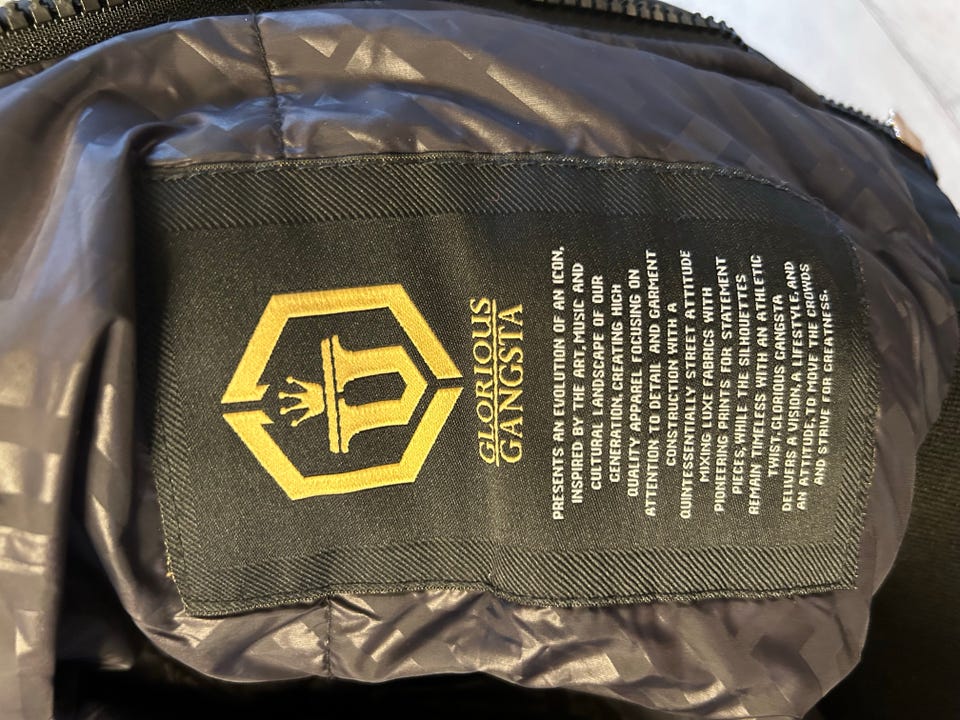 GLORIOUS
GANGSTA
PRESENTS AN EVOLUTION OF AN ICON,
INSPIRED BY THE ART, MUSIC AND
CULTURAL LANDSCAPE OF OUR
GENERATION, CREATING HIGH
QUALITY APPAREL FOCUSING ON
ATTENTION TO DETAIL AND GARMENT
CONSTRUCTION WITH A
QUINTESSENTIALLY STREET ATTITUDE
MIXING LUXE FABRICS WITH
PIONEERING PRINTS FOR STATEMENT
PIECES, WHILE THE SILHOUETTES
REMAIN TIMELESS WITH AN ATHLETIC
TWIST. GLORIOUS GANGSTA
DELIVERS A VISION, A LIFESTYLE, AND
AN ATTITUDE, TO MOVE THE CROWDS
AND STRIVE FOR GREATNESS.